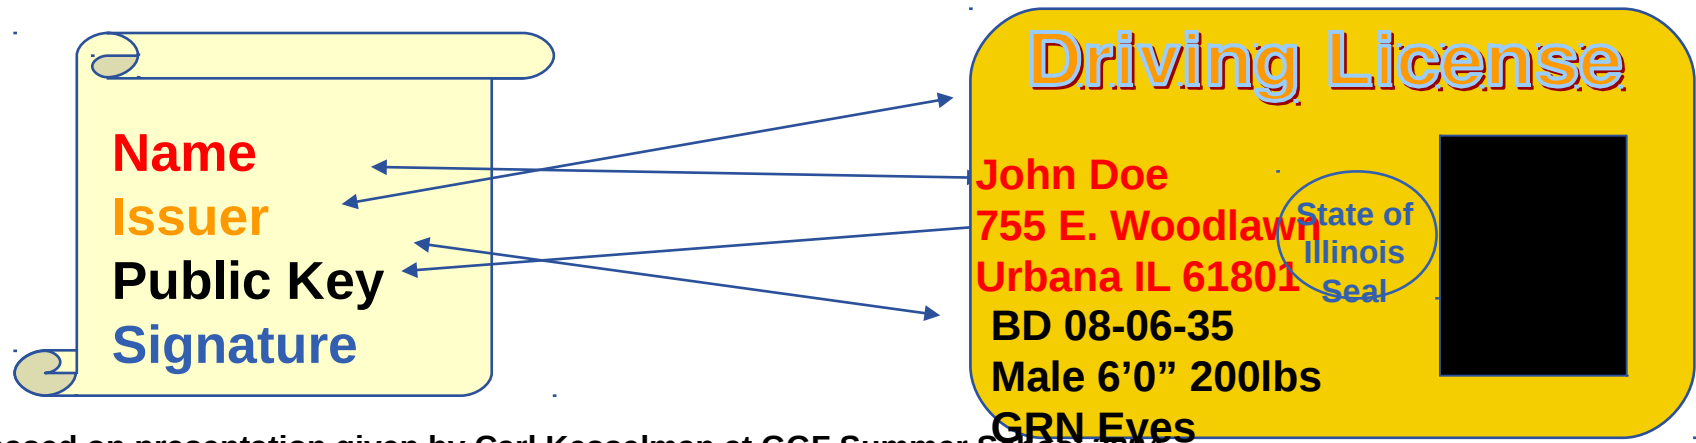 Name
Issuer
Public Key
Signature
Driving License
John Doe
755 E. Woodlawn
Urbana IL 61801
BD 08-06-35
Male 6’0” 200lbs
GRN Eyes
State of
Illinois
Seal
on presentation given by Carl Kesselman at GGF Summer